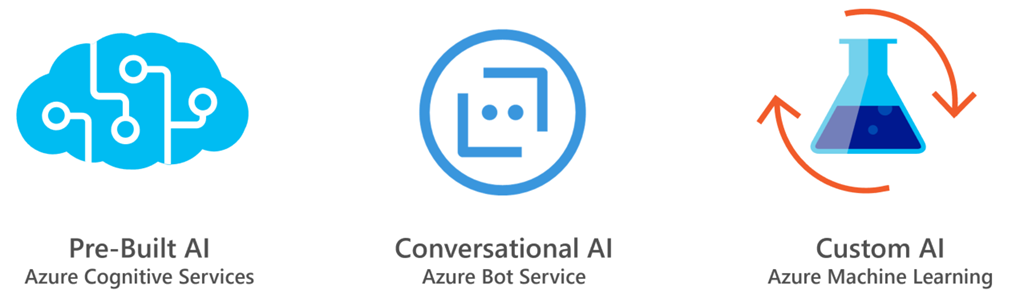 Pre-Built AI
Azure Cognitive Services
Conversational AI
Azure Bot Service
Custom AI
Azure Machine Learning